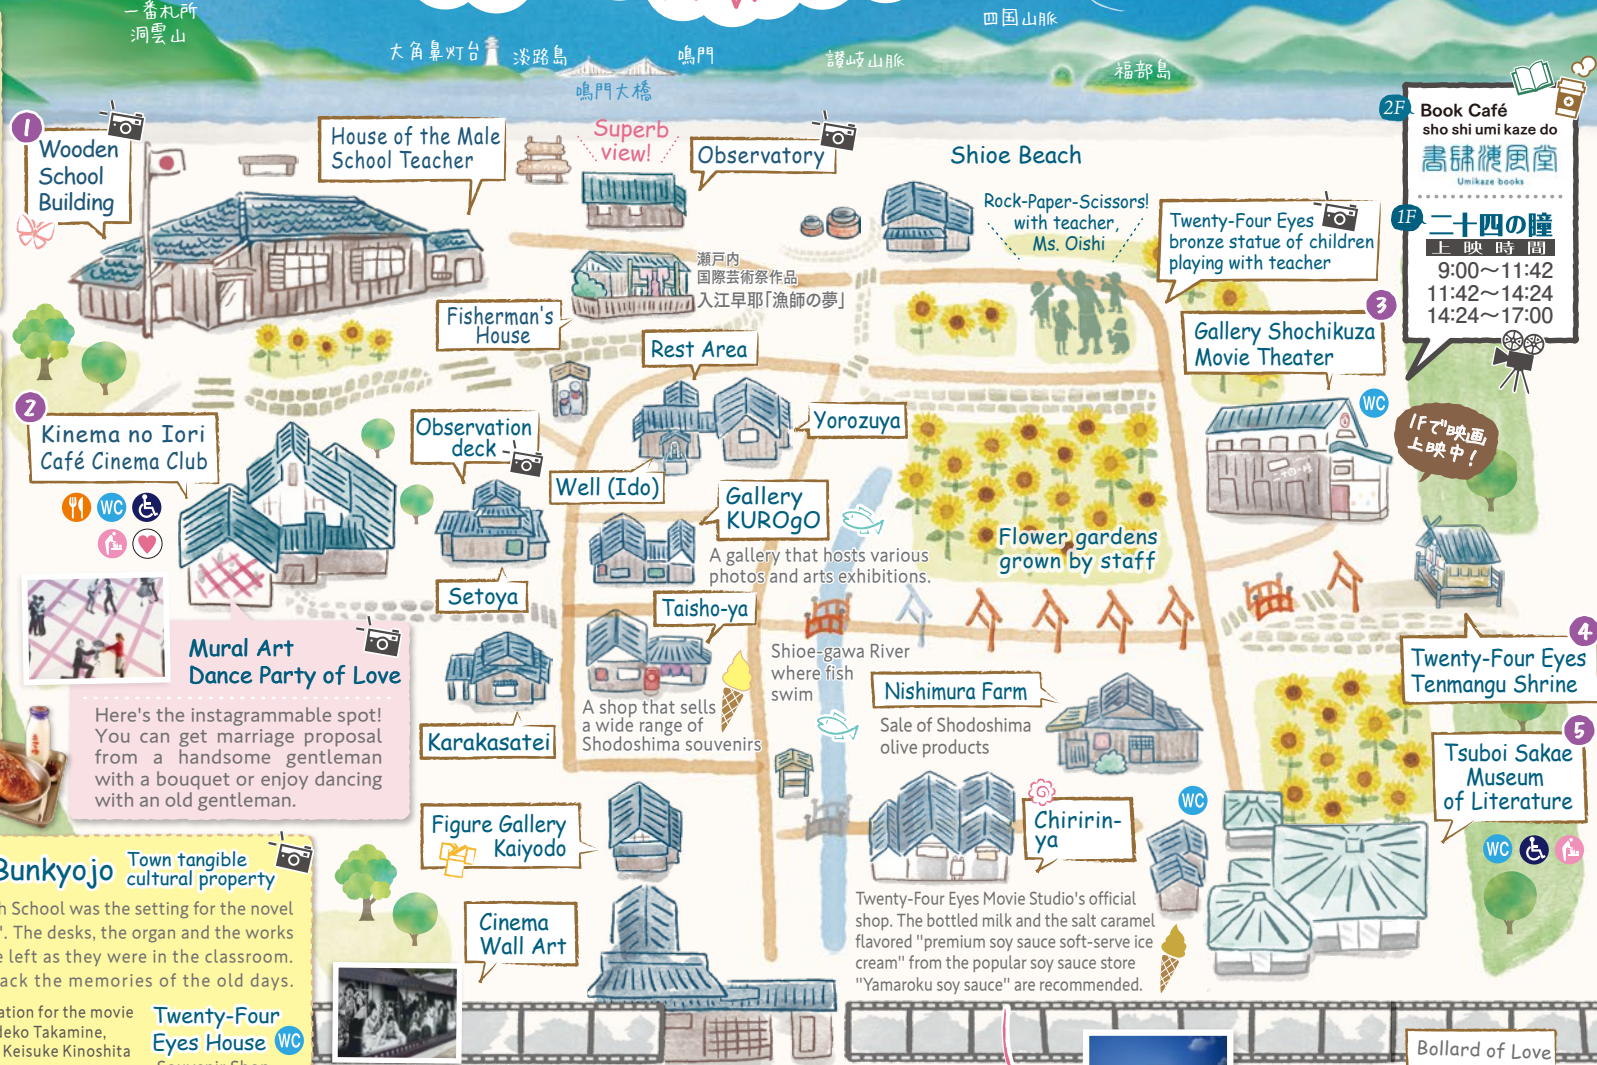 一番札所
洞雲山
大角鼻灯台
淡路島
鳴門
鳴門大橋
讃岐山脈
四国山脈
福部島
1
Wooden
School
Building
House of the Male
School Teacher
Superb
view!
Observatory
Shioe Beach
Rock-Paper-Scissors!
with teacher,
Ms. Oishi
Twenty-Four Eyes
bronze statue of children
playing with teacher
2F
Book Café
sho shi umi kaze do
書肆海風堂
Umikaze books
1F
二十四の瞳
上映時間
9:00～11:42
11:42～14:24
14:24～17:00
瀬戸内
国際芸術祭作品
入江早耶「漁師の夢」
Fisherman's
House
3
Gallery Shochikuza
Movie Theater
WC
1Fで映画
上映中!
Rest Area
Yorozuya
2
Kinema no Iori
Café Cinema Club
WC
Observation
deck
Well (Ido)
Gallery
KUROgO
A gallery that hosts various
photos and arts exhibitions.
Flower gardens
grown by staff
Setoya
Taisho-ya
A shop that sells
a wide range of
Shodoshima souvenirs
Shioe-gawa River
where fish
swim
Mural Art
Dance Party of Love
Here's the instagrammable spot!
You can get marriage proposal
from a handsome gentleman
with a bouquet or enjoy dancing
with an old gentleman.
Karakasatei
Nishimura Farm
Sale of Shodoshima
olive products
4
Twenty-Four Eyes
Tenmangu Shrine
5
Tsuboi Sakae
Museum
of Literature
WC
WC
Figure Gallery
Kaiyodo
Chiririn-
ya
Twenty-Four Eyes Movie Studio's official
shop. The bottled milk and the salt caramel
flavored "premium soy sauce soft-serve ice
cream" from the popular soy sauce store
"Yamaroku soy sauce" are recommended.
Cinema
Wall Art
Bunkyojo
Town tangible
cultural property
h School was the setting for the novel
". The desks, the organ and the works
e left as they were in the classroom.
ack the memories of the old days.
ation for the movie
deko Takamine,
Keisuke Kinoshita
Twenty-Four
Eyes House
WC
Bollard of Love